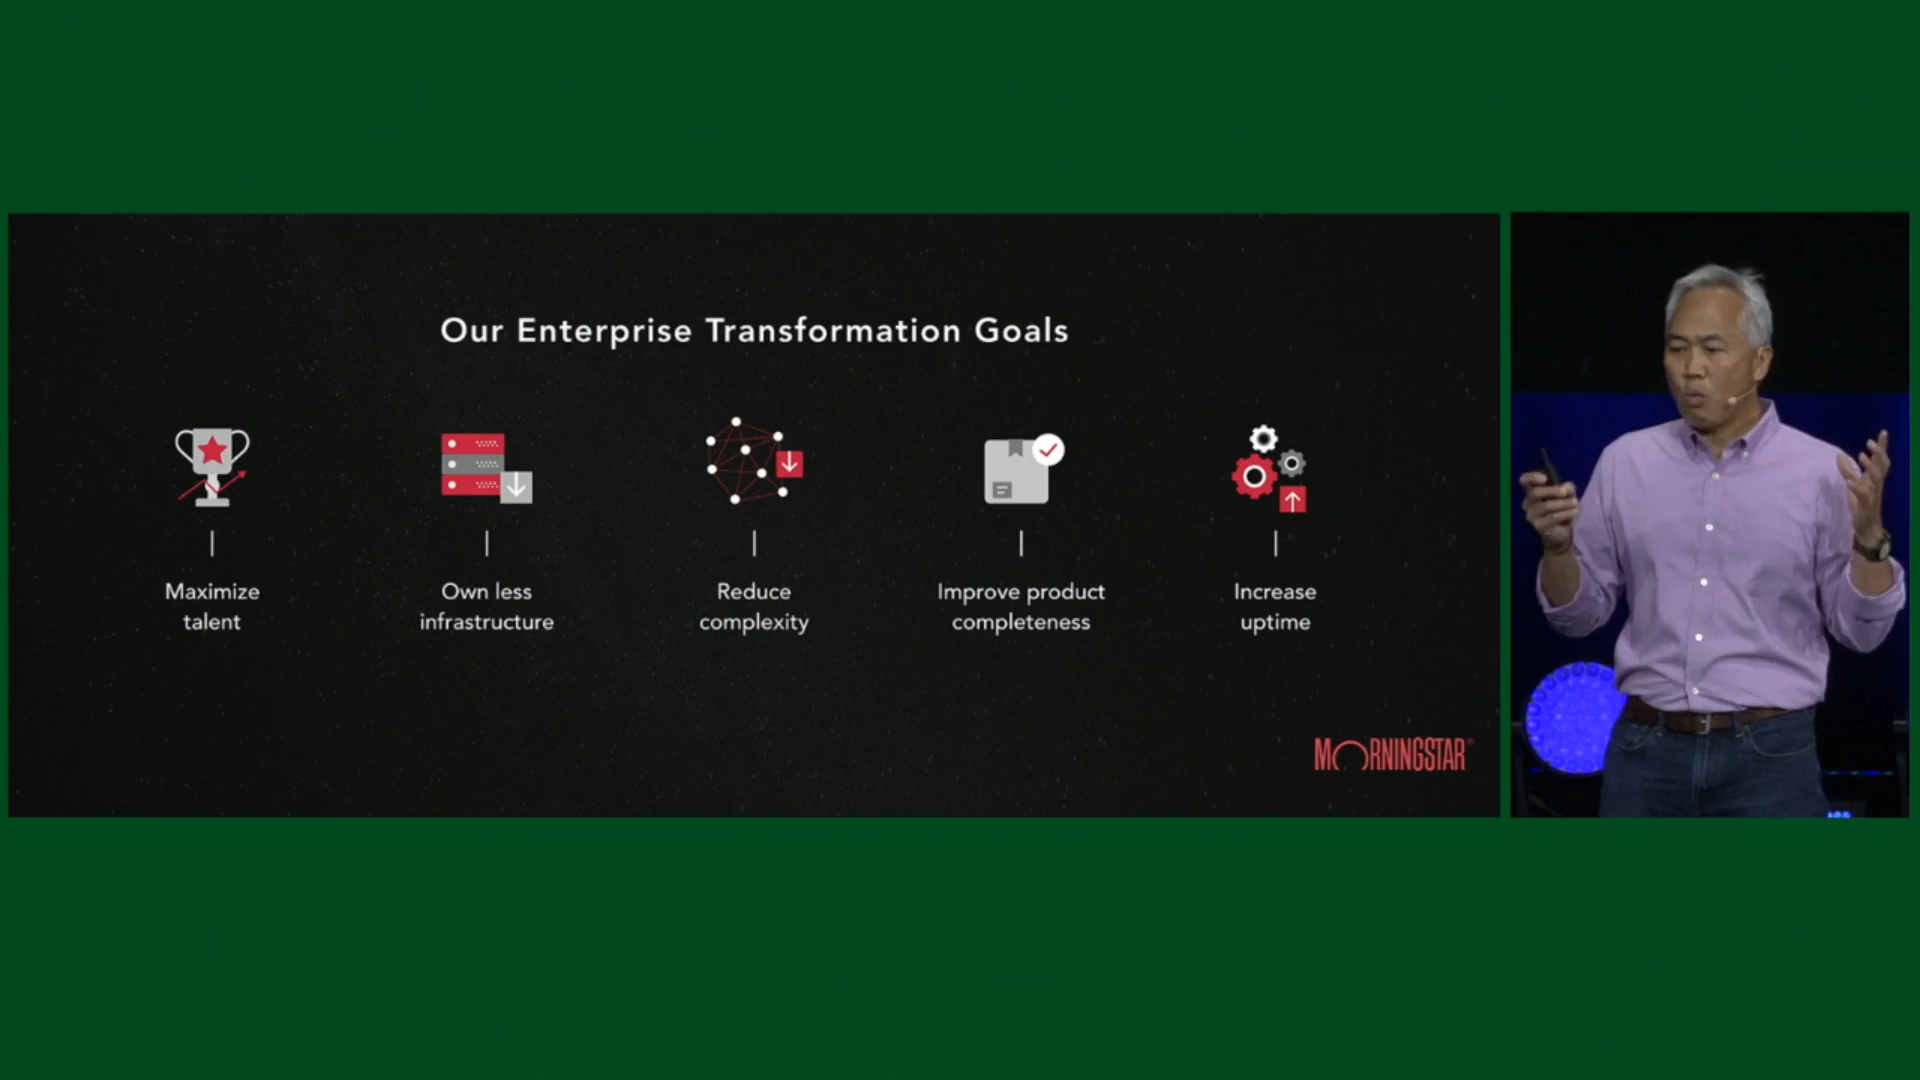 Our Enterprise Transformation Goals
Maximize
talent
Own less
infrastructure
Reduce
complexity
Improve product
completeness
Increase
uptime
MORNINGSTAR®